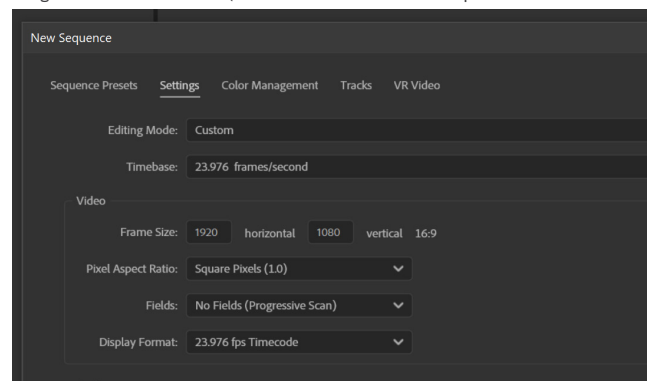 New Sequence
Sequence Presets Settings Color Management Tracks VR Video
Editing Mode: Custom
Timebase: 23.976 frames/second
Video
Frame Size: 1920 horizontal 1080 vertical 16:9
Pixel Aspect Ratio: Square Pixels (1.0)
Fields: No Fields (Progressive Scan)
Display Format: 23.976 fps Timecode